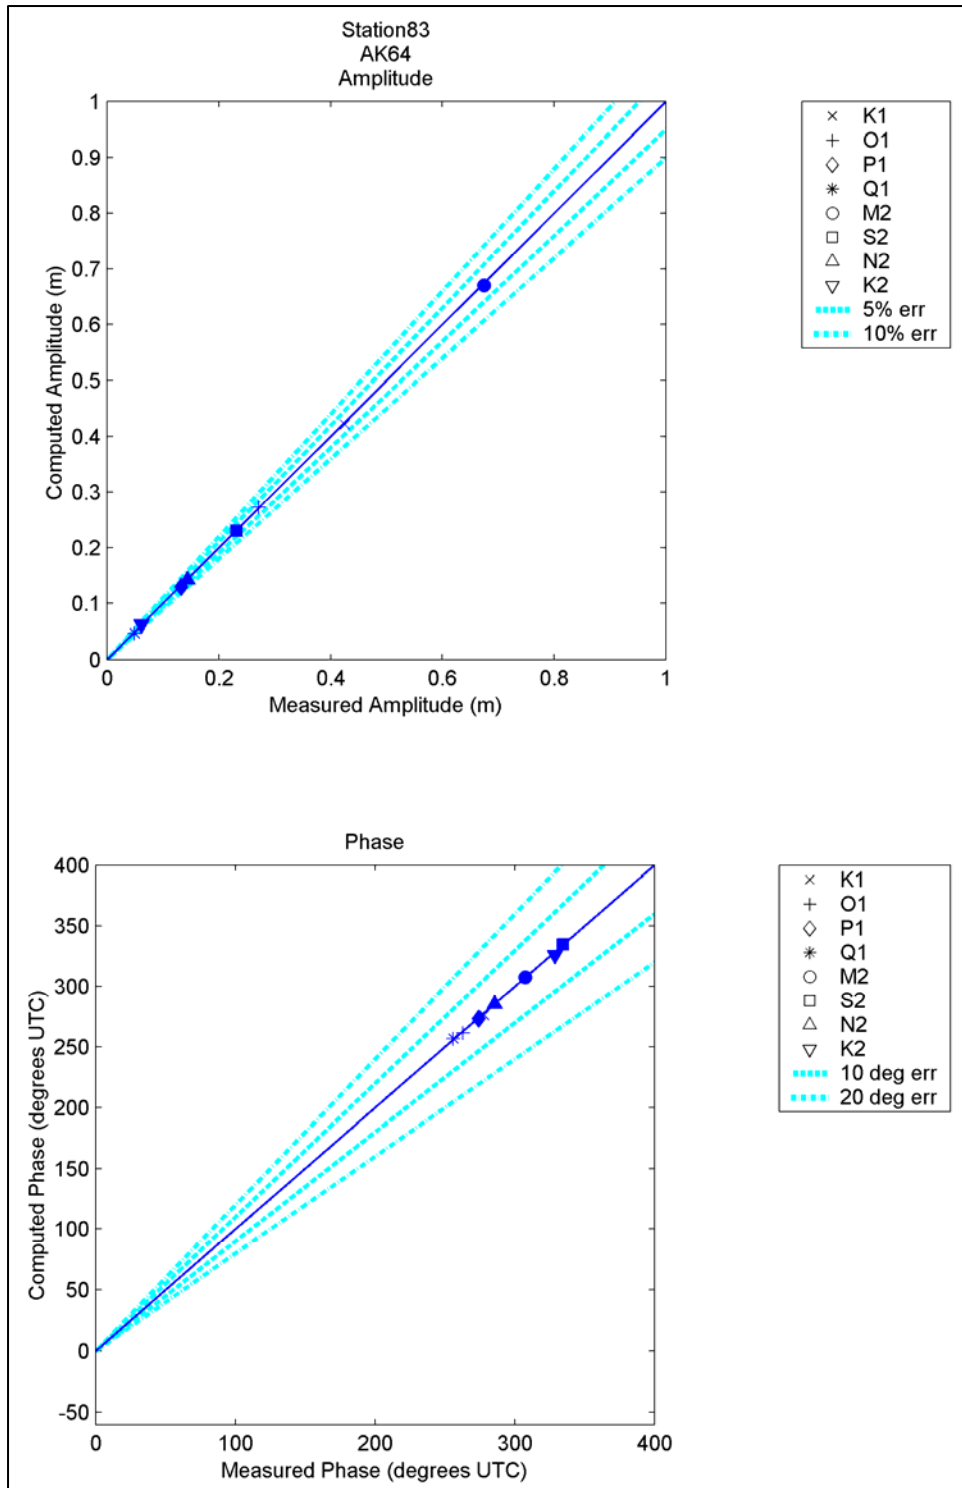 Station83
AK64
Amplitude
1
0.9
0.8
0.7
0.6
0.5
0.4
0.3
0.2
0.1
0
Computed Amplitude (m)
0 0.2 0.4 0.6 0.8 1
Measured Amplitude (m)
K1
O1
P1
Q1
M2
S2
N2
K2
5% err
10% err
Phase
400
350
300
250
200
150
100
50
0
-50
Computed Phase (degrees UTC)
0 100 200 300 400
Measured Phase (degrees UTC)
K1
O1
P1
Q1
M2
S2
N2
K2
10 deg err
20 deg err